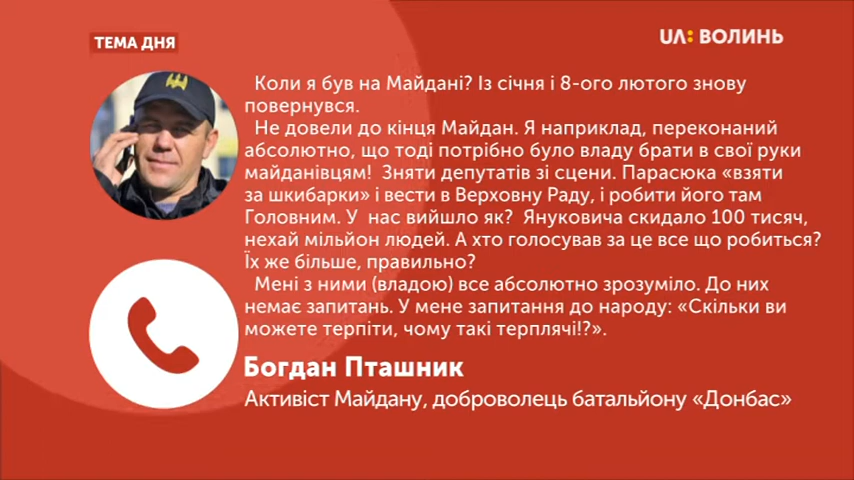 ТЕМА ДНЯ
UA: ВОЛИНЬ
Коли я був на Майдані? Із січня і 8-ого лютого знову
повернувся.
Не довели до кінця Майдан. Я наприклад, переконаний
абсолютно, що тоді потрібно було владу брати в свої руки
майданівцям! Зняти депутатів зі сцени. Парасюка «взяти
за шкибарки» і вести в Верховну Раду, і робити його там
Головним. У нас вийшло як? Януковича скидало 100 тисяч,
нехай мільйон людей. А хто голосував за це все що робиться?
Їх же більше, правильно?
Мені з ними (владою) все абсолютно зрозуміло. До них
немає запитань. У мене запитання до народу: «Скільки ви
можете терпіти, чому такі терплячі!?».
Богдан Пташник
Активіст Майдану, доброволець батальйону «Донбас»